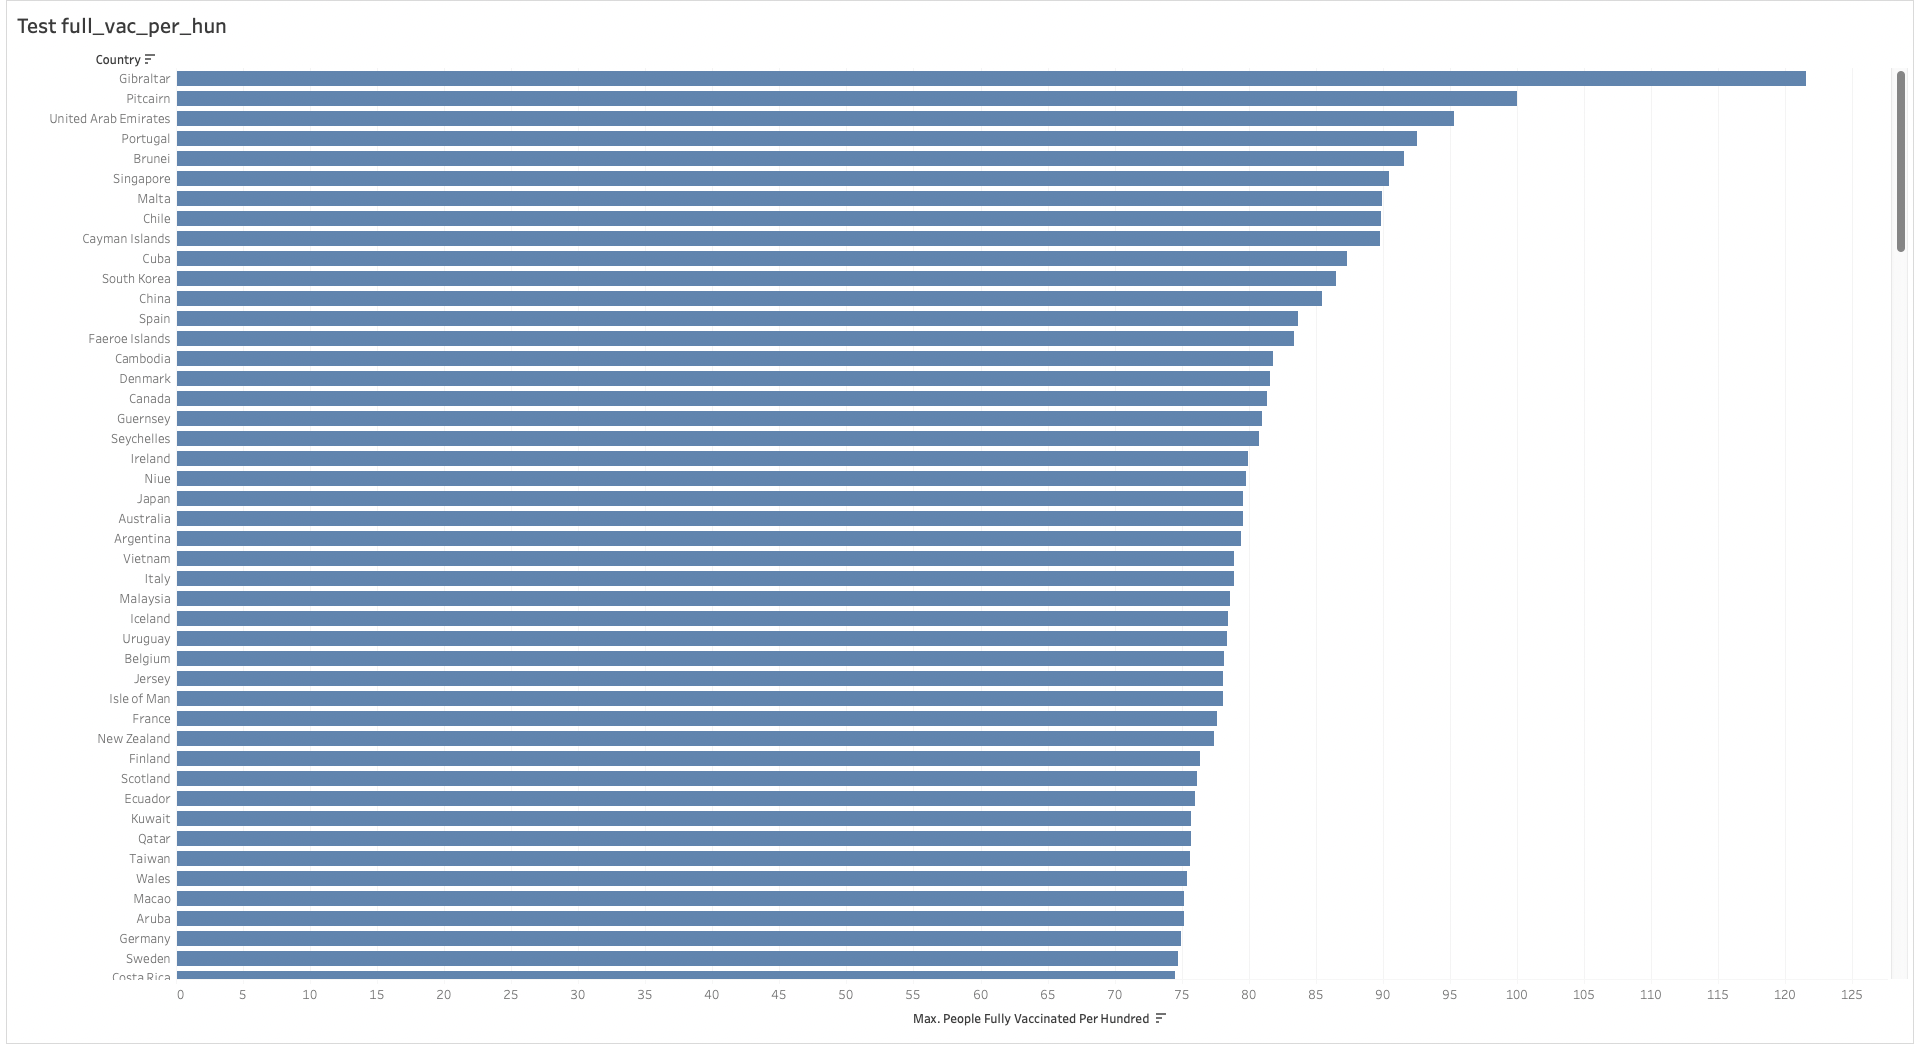 Test full_vac_per_hun
Country
Gibraltar
Pitcairn
United Arab Emirates
Portugal
Brunei
Singapore
Malta
Chile
Cayman Islands
Cuba
South Korea
China
Spain
Faeroe Islands
Cambodia
Denmark
Canada
Guernsey
Seychelles
Ireland
Niue
Japan
Australia
Argentina
Vietnam
Italy
Malaysia
Iceland
Uruguay
Belgium
Jersey
Isle of Man
France
New Zealand
Finland
Scotland
Ecuador
Kuwait
Qatar
Taiwan
Wales
Macao
Aruba
Germany
Sweden
Costa Rica
0 5 10 15 20 25 30 35 40 45 50 55 60 65 70 75 80 85 90 95 100 105 110 115 120 125
Max. People Fully Vaccinated Per Hundred